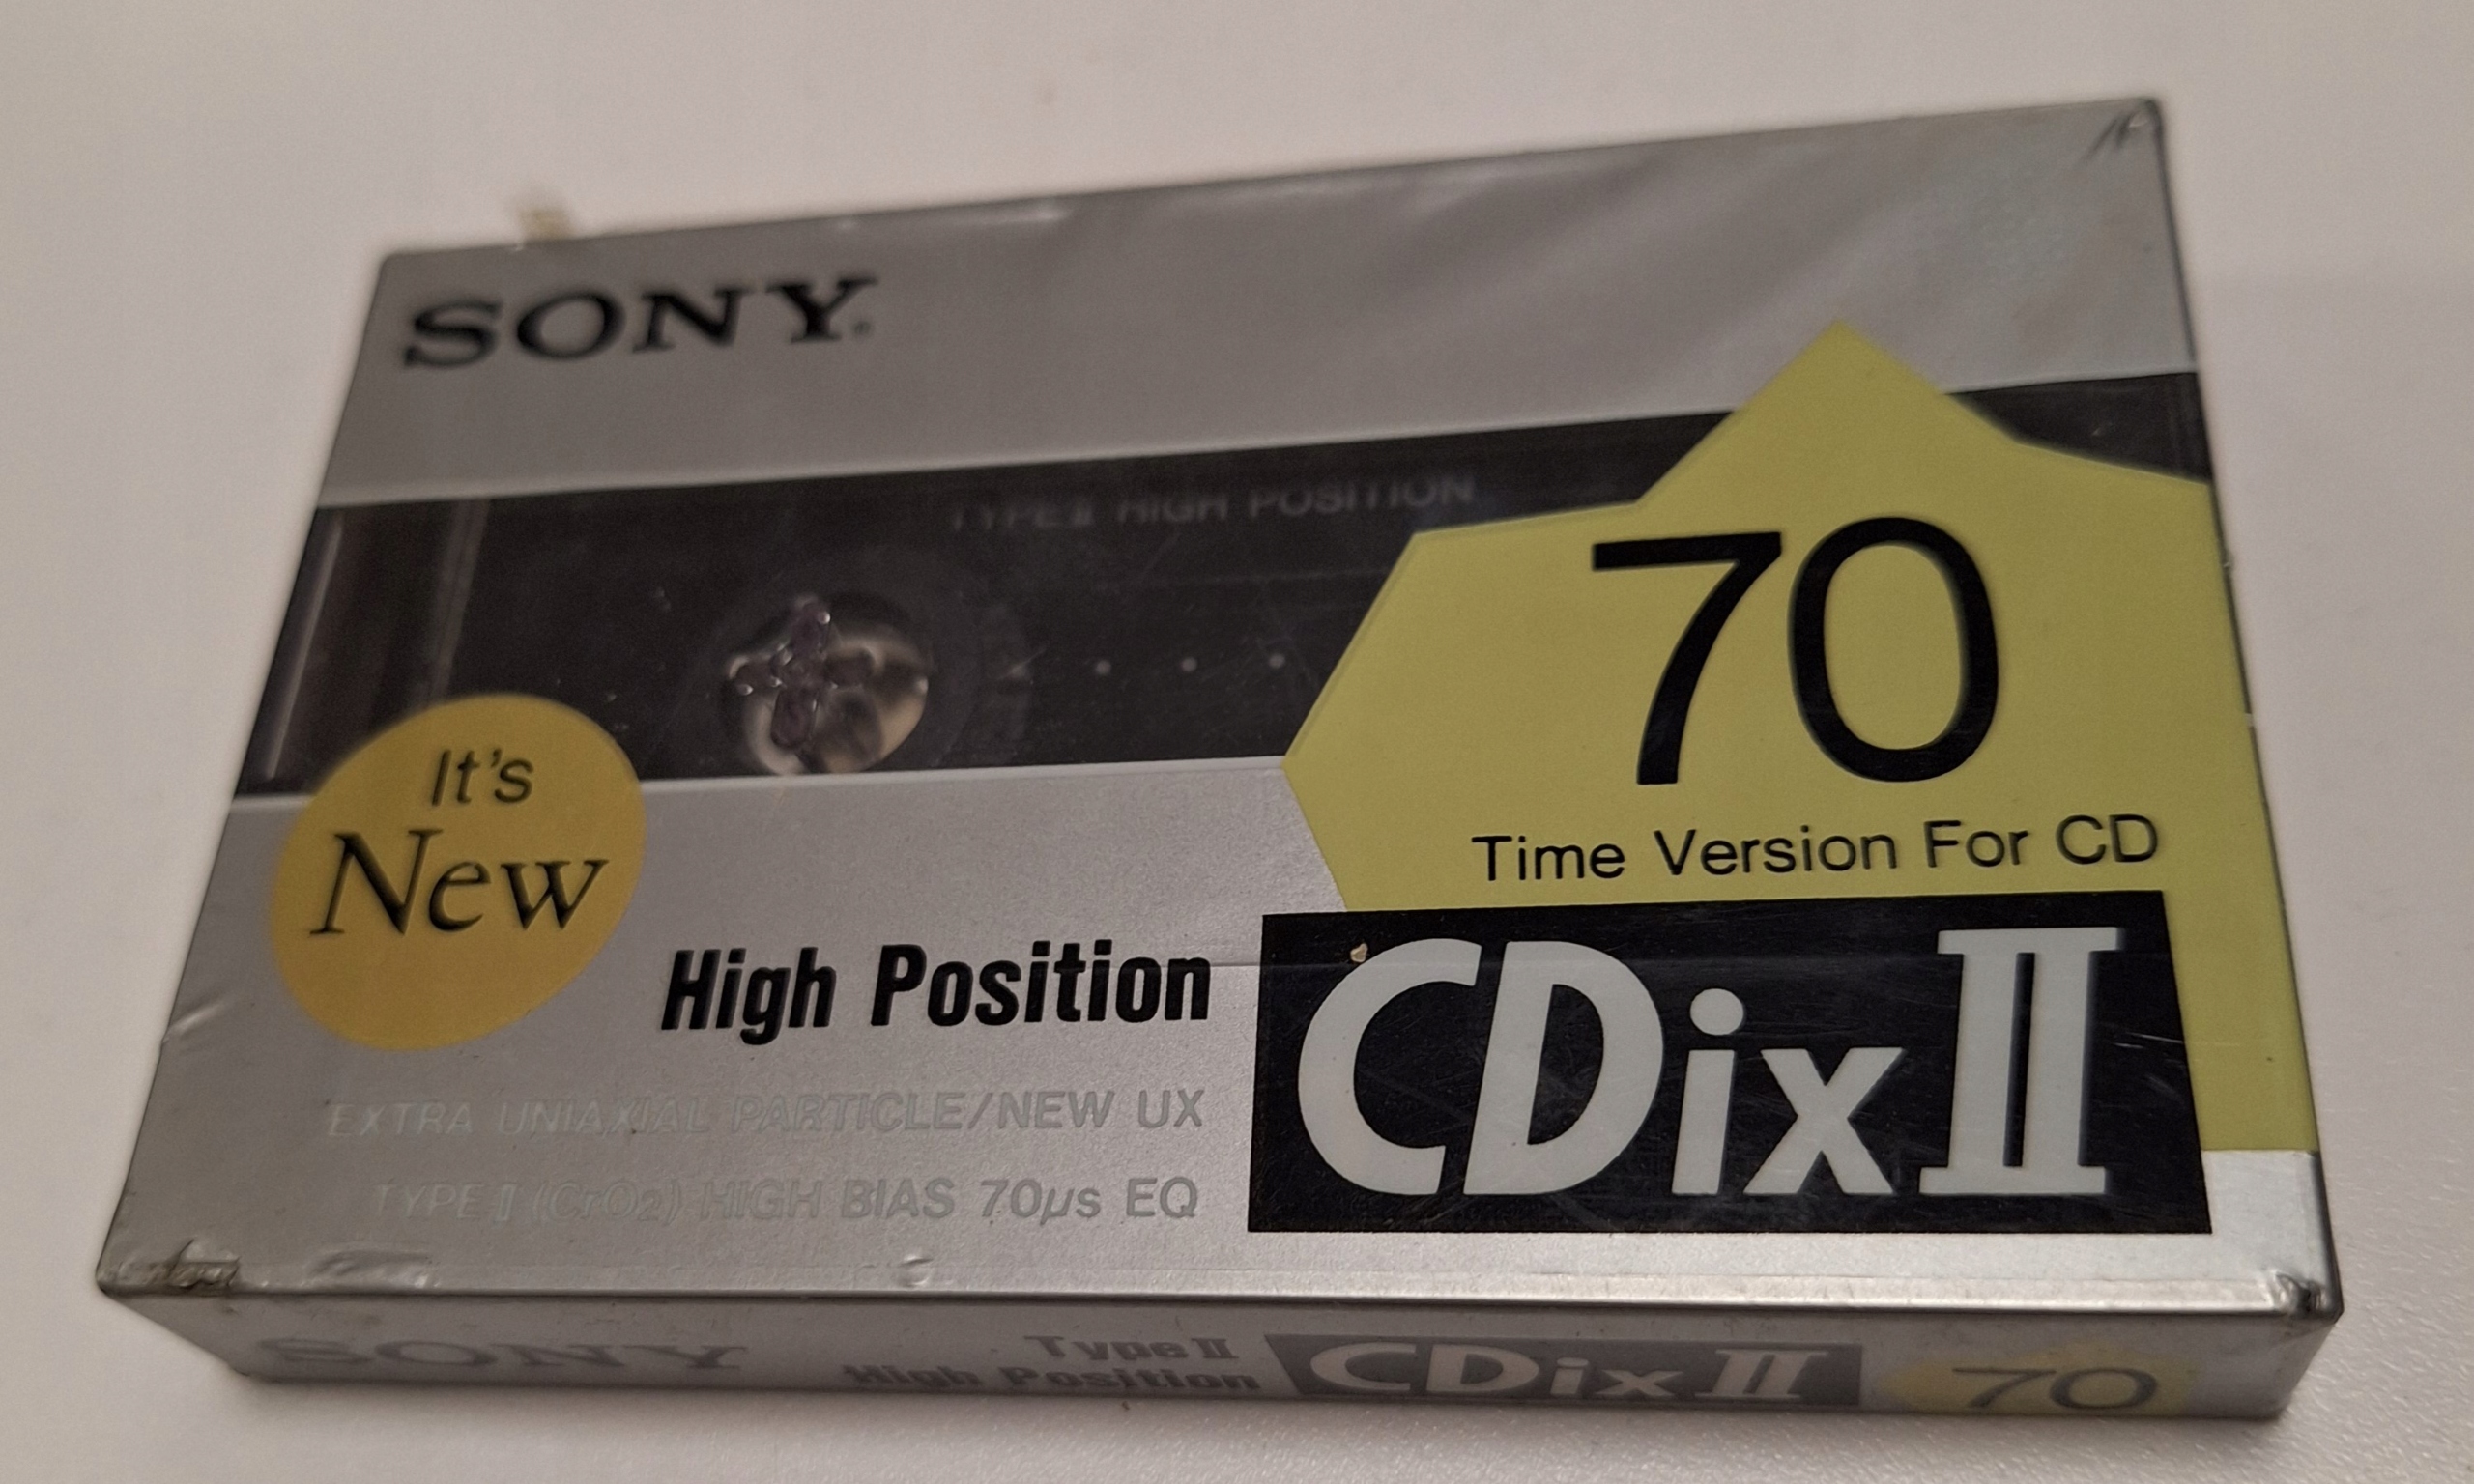 SONY
TYPE II HIGH POSITION
70
Time Version For CD
It's
New
High Position
CDix II
EXTRA UNIAXIAL PARTICLE/NEW UX
TYPE II (CrO2) HIGH BIAS 70µs EQ
SONY
Type II
High Position
CDix II
70